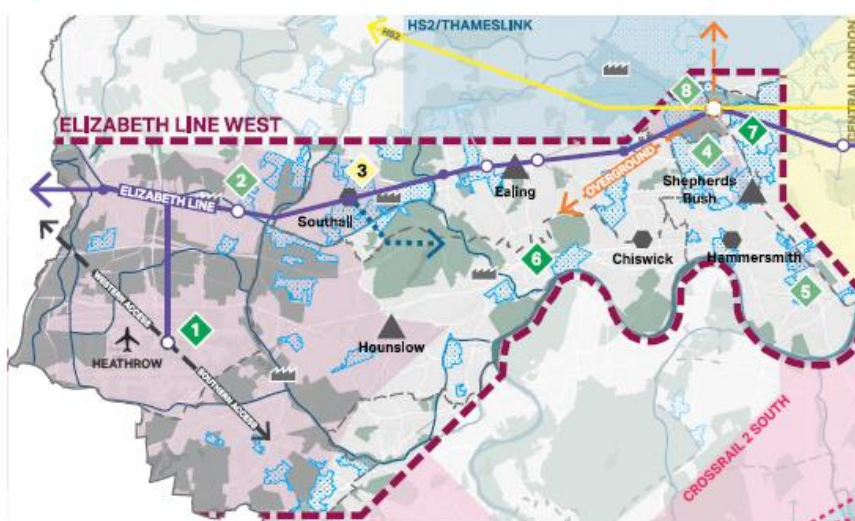 HS2/THAMESLINK
HS2
8
CENTRAL LONDON
ELIZABETH LINE WEST
7
3
2
4
OVERGROUND
Ealing
Shepherds
Bush
ELIZABETH LINE
Southall
6
Chiswick
Hammersmith
WESTERN ACCESS
5
1
HEATHROW
Hounslow
SOUTHERN ACCESS
CROSSRAIL 2 SOUTH